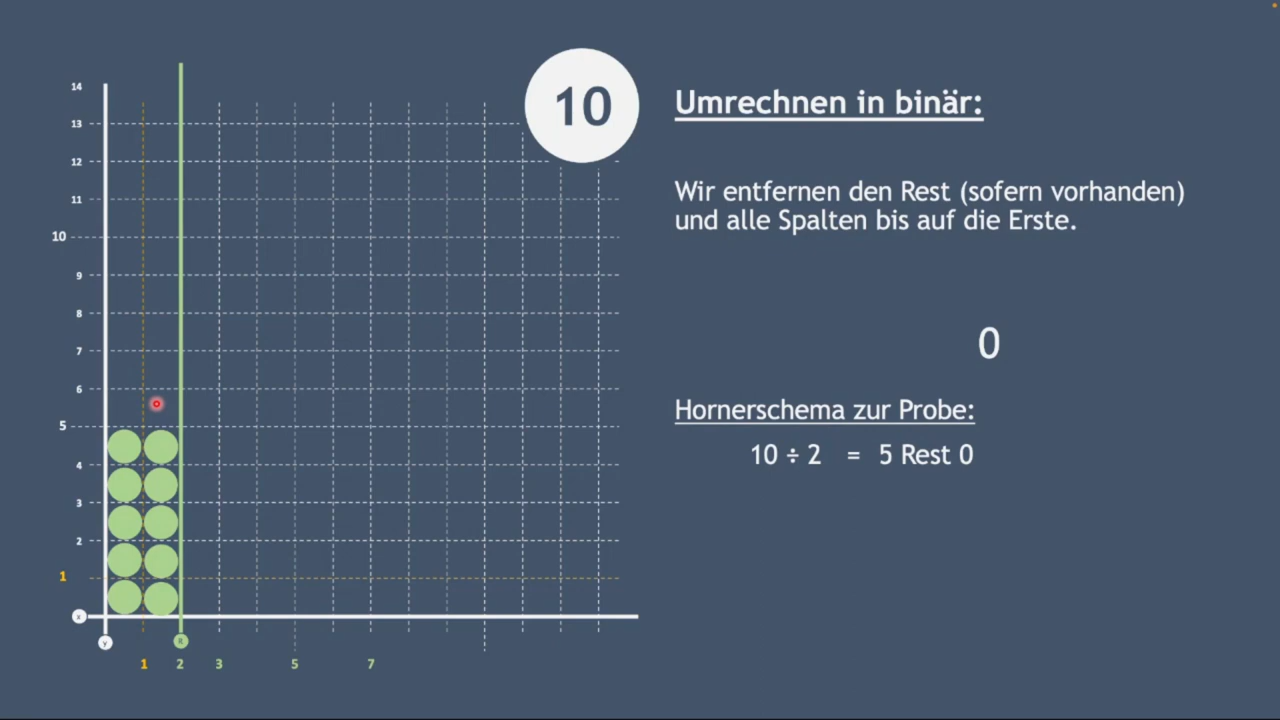 14
13
12
11
10
9
8
7
6
5
4
3
2
1
x
y
R
1 2 3 5 7
10
Umrechnen in binär:
Wir entfernen den Rest (sofern vorhanden)
und alle Spalten bis auf die Erste.
0
Hornerschema zur Probe:
10 ÷ 2 = 5 Rest 0